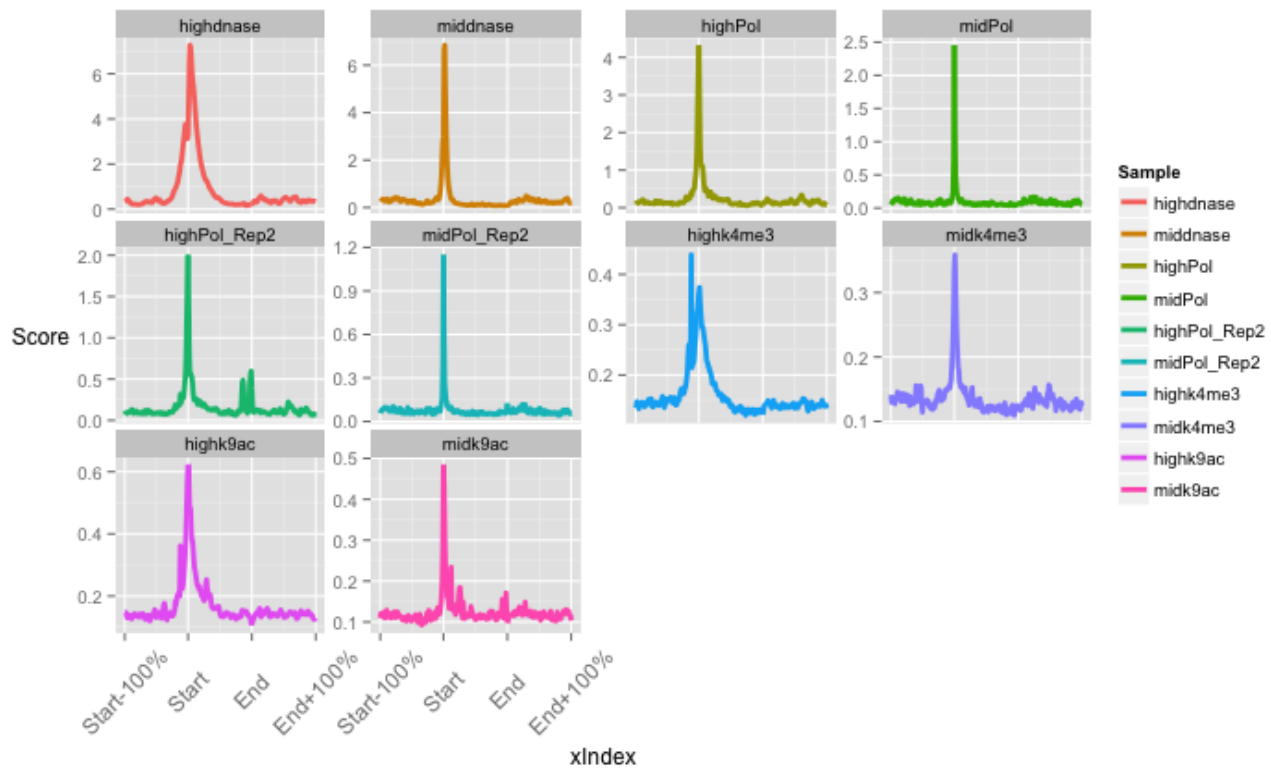 highdnase
middnase
highPol
midPol
6
4
2
0
6
4
2
0
4
3
2
1
0
2.5
2.0
1.5
1.0
0.5
0.0
highPol_Rep2
midPol_Rep2
highk4me3
midk4me3
2.0
1.5
1.0
0.5
0.0
1.2
0.9
0.6
0.3
0.0
0.4
0.3
0.2
0.3
0.2
0.1
highk9ac
midk9ac
0.6
0.4
0.2
0.5
0.4
0.3
0.2
0.1
Start-100%
Start
End
End+100%
Start-100%
Start
End
End+100%
Score
xIndex
Sample
highdnase
middnase
highPol
midPol
highPol_Rep2
midPol_Rep2
highk4me3
midk4me3
highk9ac
midk9ac